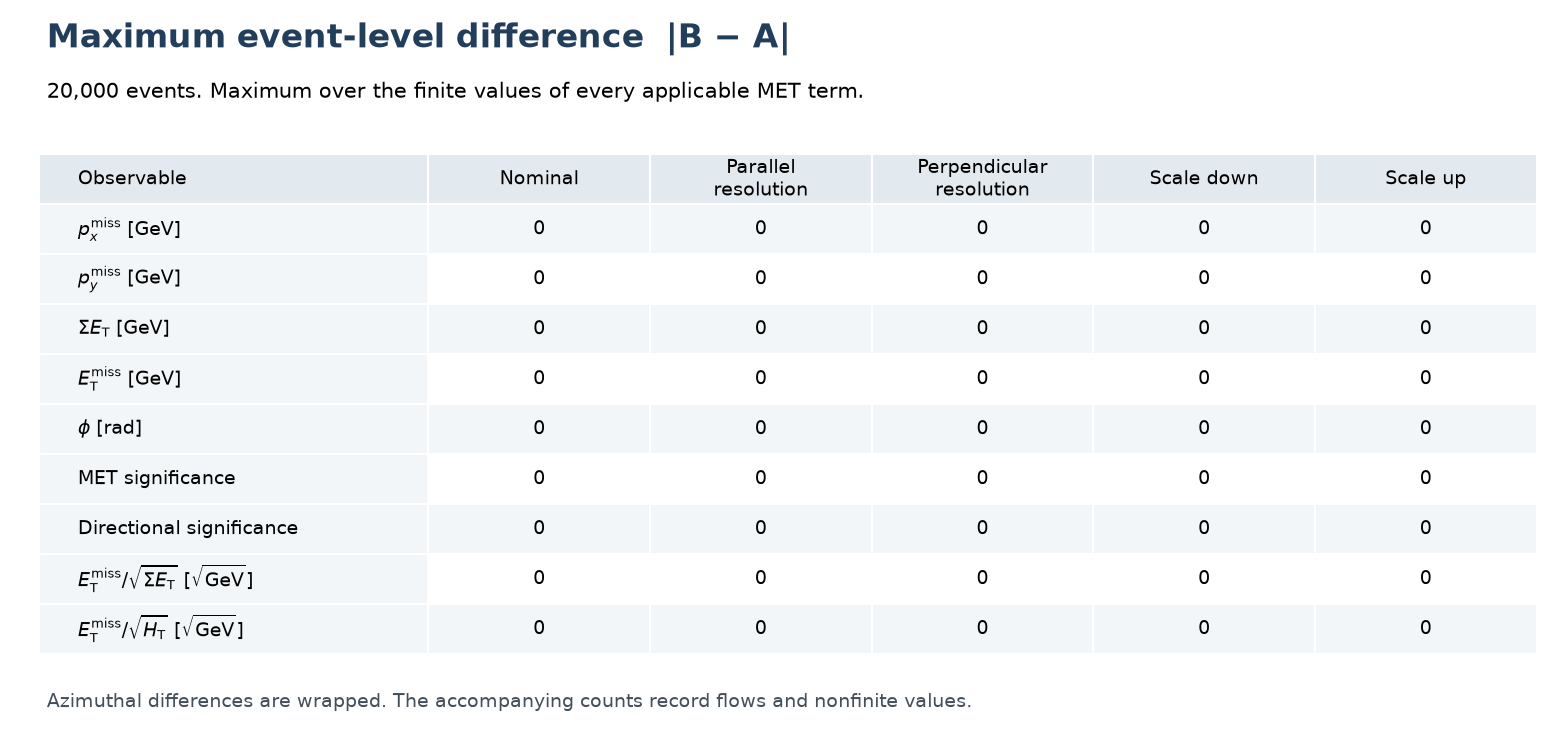 Maximum event-level difference |B − A|
20,000 events. Maximum over the finite values of every applicable MET term.
Observable Nominal Parallel resolution Perpendicular resolution Scale down Scale up
p_x^miss [GeV] 0 0 0 0 0
p_y^miss [GeV] 0 0 0 0 0
ΣE_T [GeV] 0 0 0 0 0
E_T^miss [GeV] 0 0 0 0 0
ϕ [rad] 0 0 0 0 0
MET significance 0 0 0 0 0
Directional significance 0 0 0 0 0
E_T^miss/√ΣE_T [√GeV] 0 0 0 0 0
E_T^miss/√H_T [√GeV] 0 0 0 0 0
Azimuthal differences are wrapped. The accompanying counts record flows and nonfinite values.